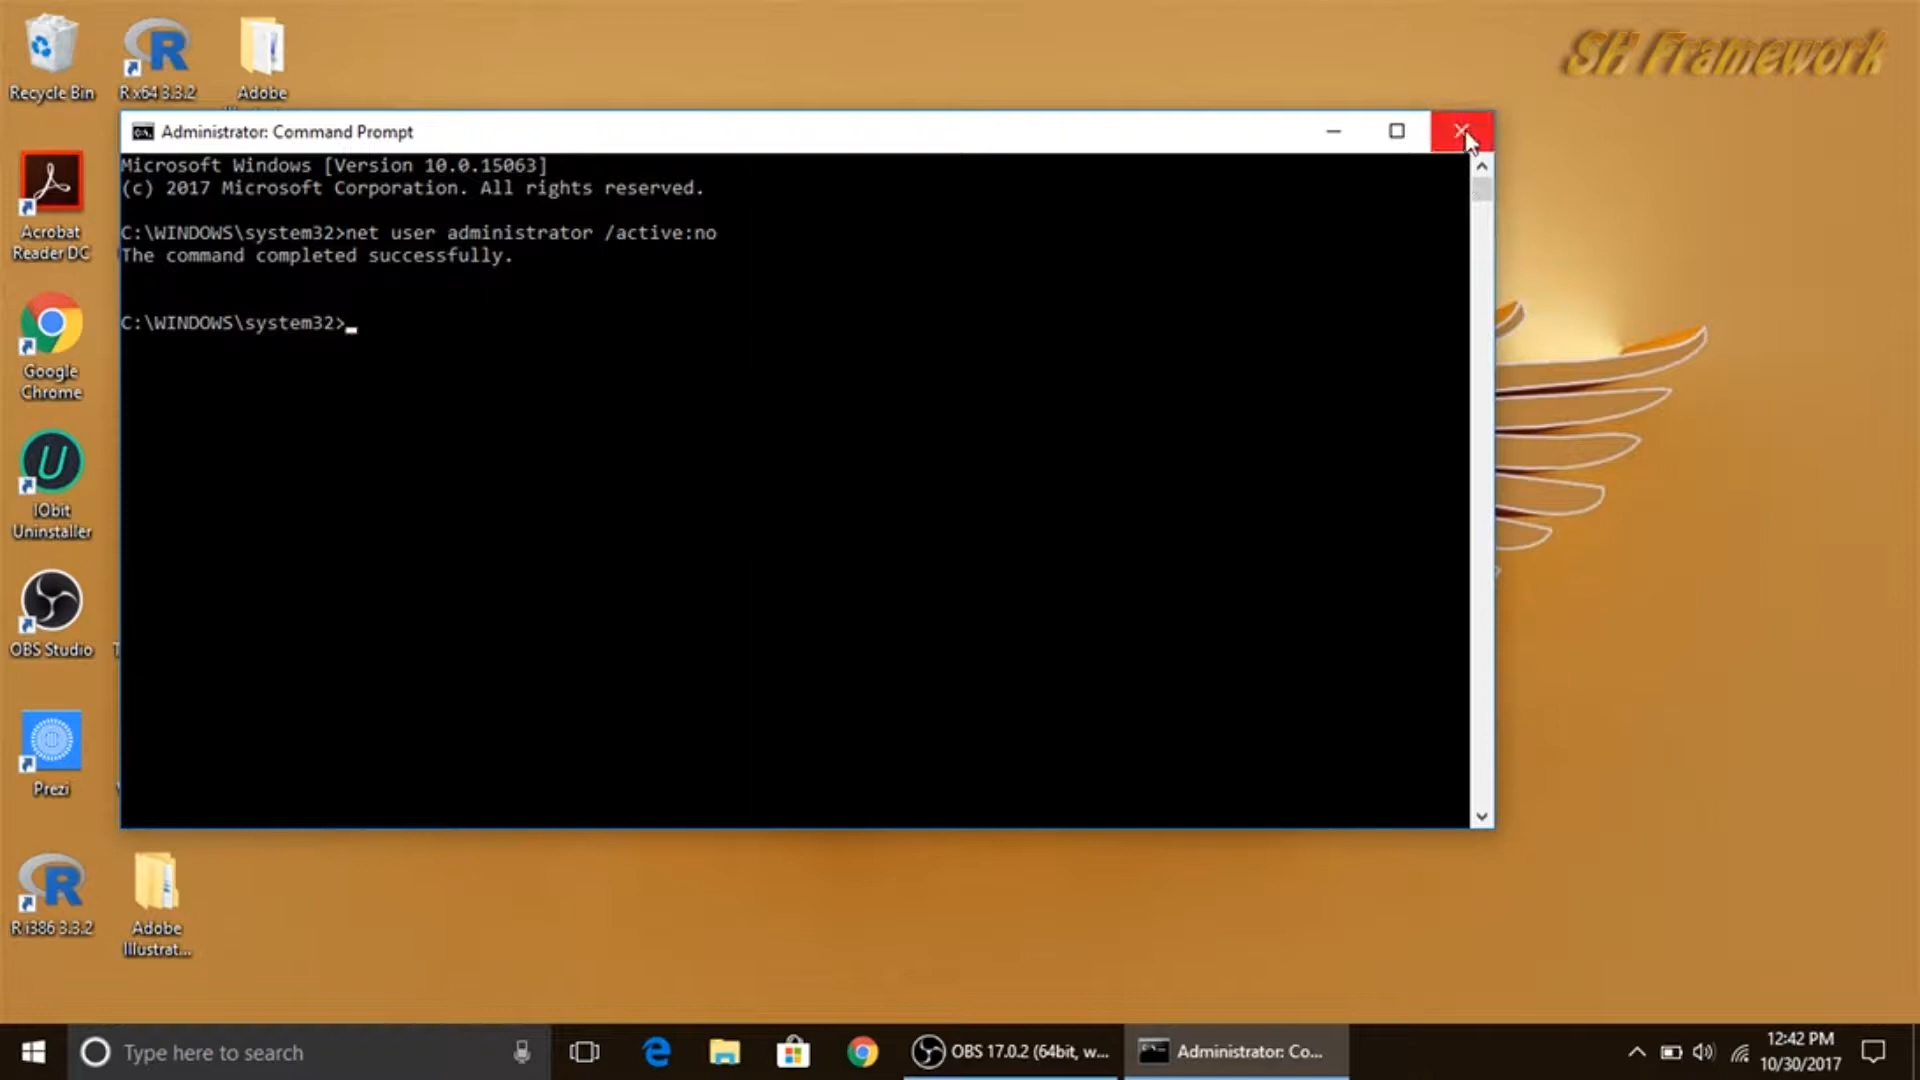 SH Framework
Recycle Bin
R x64 3.3.2
Adobe
Administrator: Command Prompt
Microsoft Windows [Version 10.0.15063]
(c) 2017 Microsoft Corporation. All rights reserved.
C:\WINDOWS\system32>net user administrator /active:no
The command completed successfully.
C:\WINDOWS\system32>
Acrobat
Reader DC
Google
Chrome
IObit
Uninstaller
OBS Studio
Prezi
R i386 3.3.2
Adobe
Illustrat...
Type here to search
OBS 17.0.2 (64bit, w...
Administrator: Co...
12:42 PM
10/30/2017